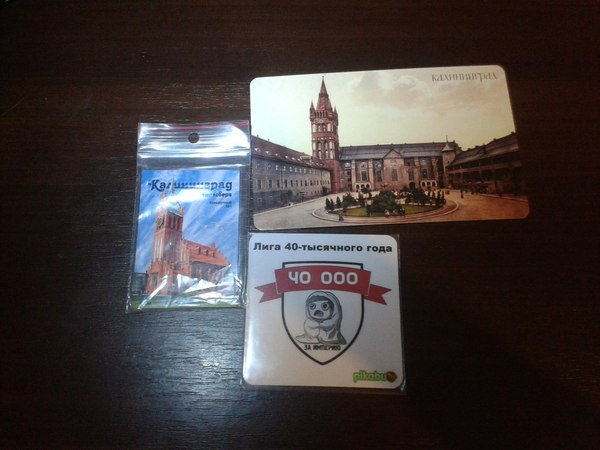 Калининград
КАЛИНИНГРАД
Лига 40-тысячного года
40 000
ЗА ИМПЕРИЮ
pikabu